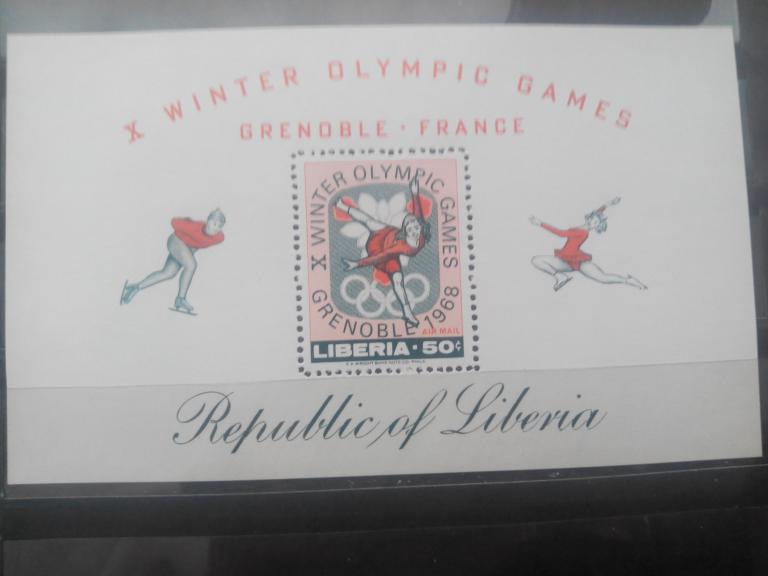 X WINTER OLYMPIC GAMES
GRENOBLE · FRANCE
X WINTER OLYMPIC GAMES
GRENOBLE 1968
AIR MAIL
LIBERIA · 50¢
Republic of Liberia